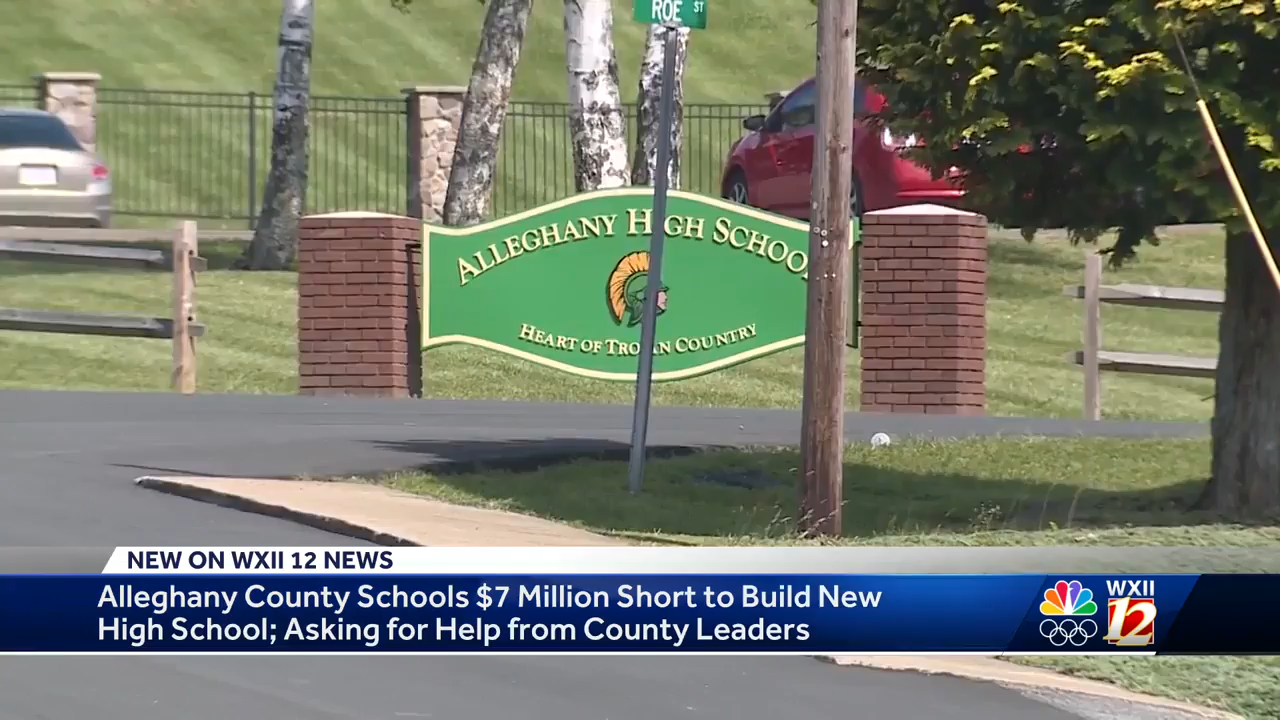 ROE ST
ALLEGHANY HIGH SCHOOL
HEART OF TROJAN COUNTRY
NEW ON WXII 12 NEWS
Alleghany County Schools $7 Million Short to Build New
High School; Asking for Help from County Leaders
WXII
12